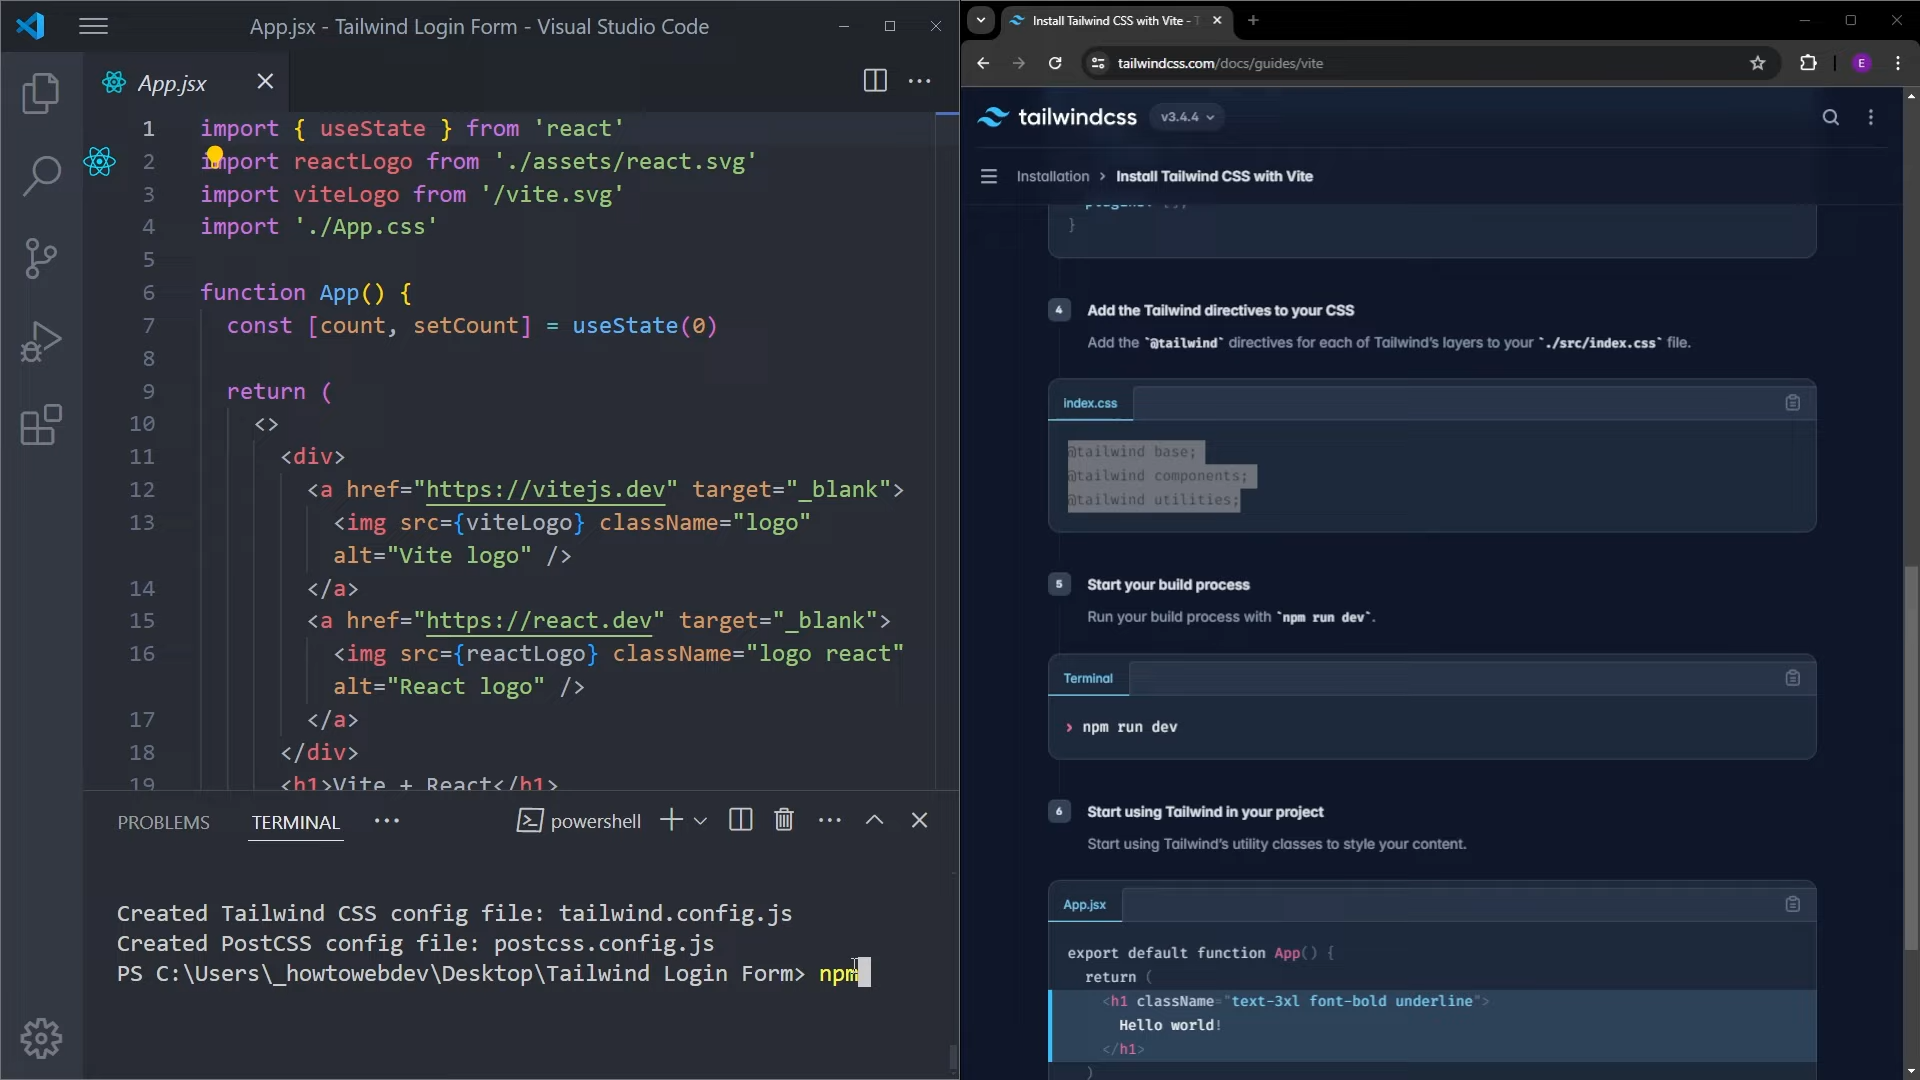 App.jsx - Tailwind Login Form - Visual Studio Code
App.jsx
1 import { useState } from 'react'
2 import reactLogo from './assets/react.svg'
3 import viteLogo from '/vite.svg'
4 import './App.css'
5
6 function App() {
7 const [count, setCount] = useState(0)
8
9 return (
10 <>
11 <div>
12 <a href="https://vitejs.dev" target="_blank">
13 <img src={viteLogo} className="logo"
alt="Vite logo" />
14 </a>
15 <a href="https://react.dev" target="_blank">
16 <img src={reactLogo} className="logo react"
alt="React logo" />
17 </a>
18 </div>
19 <h1>Vite + React</h1>
PROBLEMS TERMINAL powershell
Created Tailwind CSS config file: tailwind.config.js
Created PostCSS config file: postcss.config.js
PS C:\Users\_howtowebdev\Desktop\Tailwind Login Form> npm
Install Tailwind CSS with Vite -
tailwindcss.com/docs/guides/vite
E
tailwindcss v3.4.4
Installation > Install Tailwind CSS with Vite
plugins: [],
}
4 Add the Tailwind directives to your CSS
Add the `@tailwind` directives for each of Tailwind's layers to your `./src/index.css` file.
index.css
@tailwind base;
@tailwind components;
@tailwind utilities;
5 Start your build process
Run your build process with `npm run dev`.
Terminal
> npm run dev
6 Start using Tailwind in your project
Start using Tailwind's utility classes to style your content.
App.jsx
export default function App() {
return (
<h1 className="text-3xl font-bold underline">
Hello world!
</h1>
)